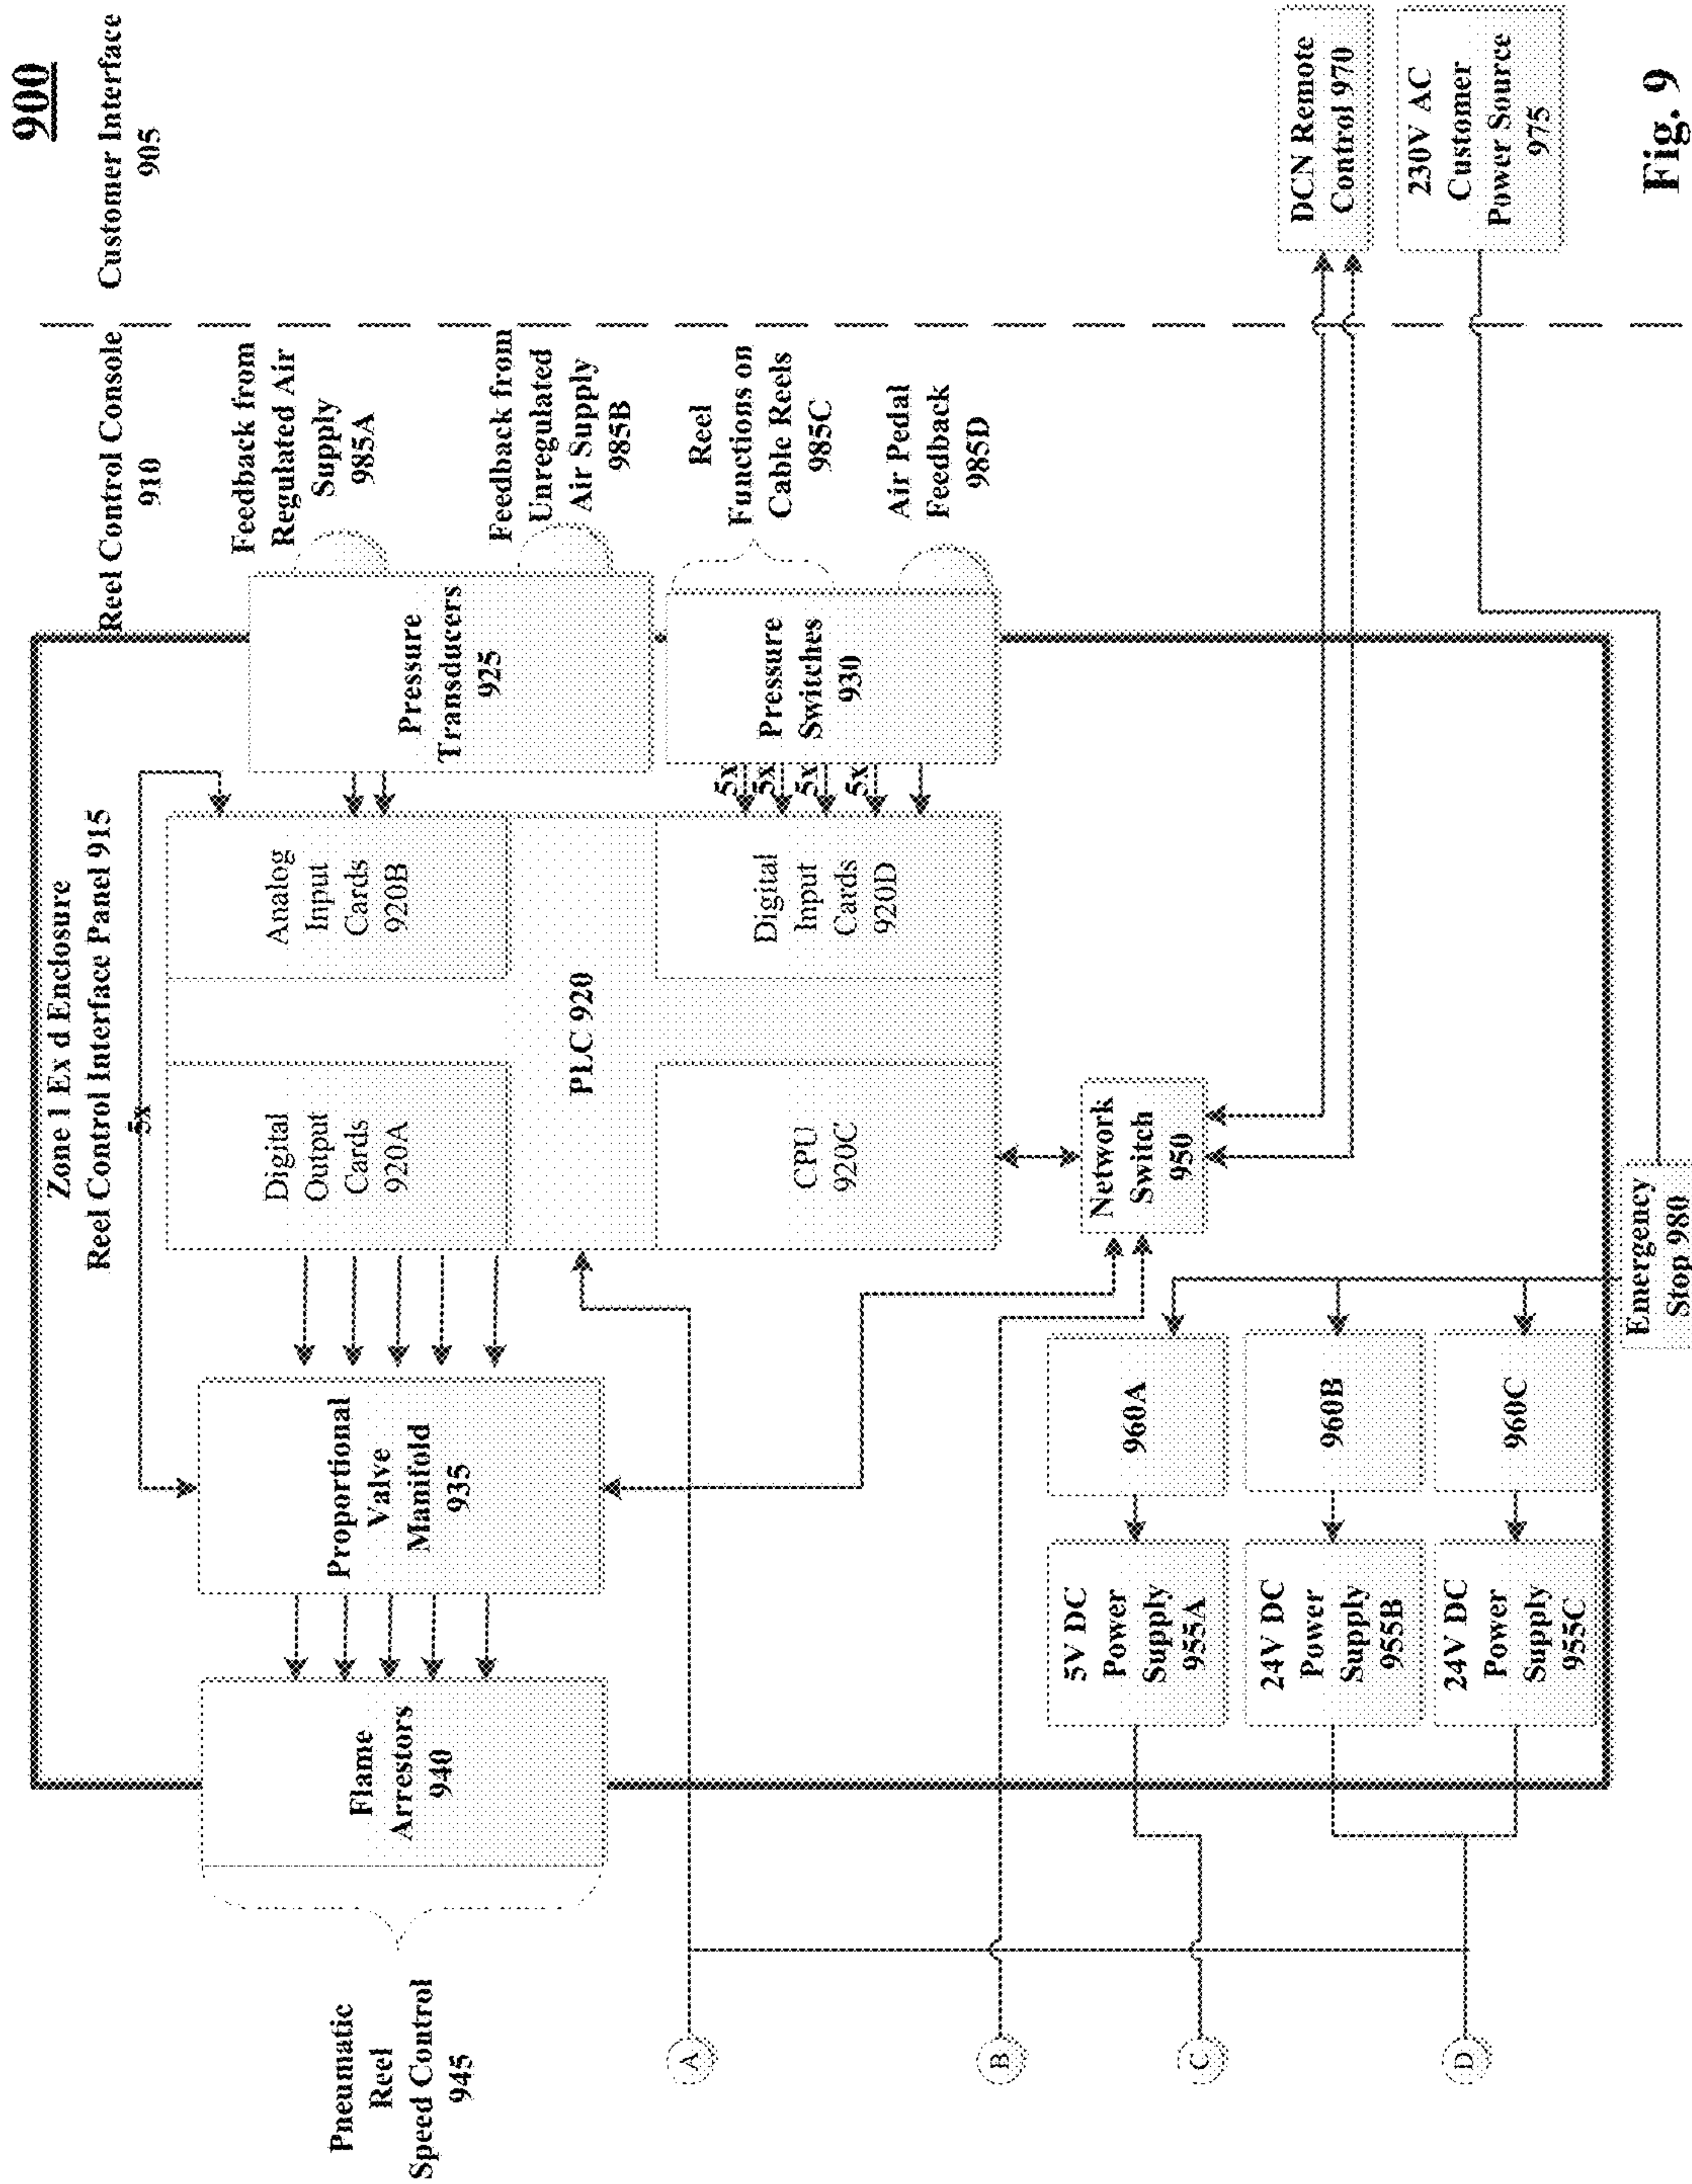 900
Customer Interface
905
Reel Control Console
910
Zone 1 Ex d Enclosure
Reel Control Interface Panel 915
5x
Feedback from
Regulated Air
Supply
985A
Feedback from
Unregulated
Air Supply
985B
Reel
Functions on
Cable Reels
985C
Air Pedal
Feedback
985D
Pressure
Transducers
925
Pressure
Switches
930
5x
5x
5x
5x
Analog
Input
Cards
920B
Digital
Input
Cards
920D
PLC 920
Digital
Output
Cards
920A
CPU
920C
Proportional
Valve
Manifold
935
Flame
Arrestors
940
Pneumatic
Reel
Speed Control
945
Network
Switch
950
DCN Remote
Control 970
230V AC
Customer
Power Source
975
Emergency
Stop 980
960A
960B
960C
5V DC
Power
Supply
955A
24V DC
Power
Supply
955B
24V DC
Power
Supply
955C
A
B
C
D
Fig. 9